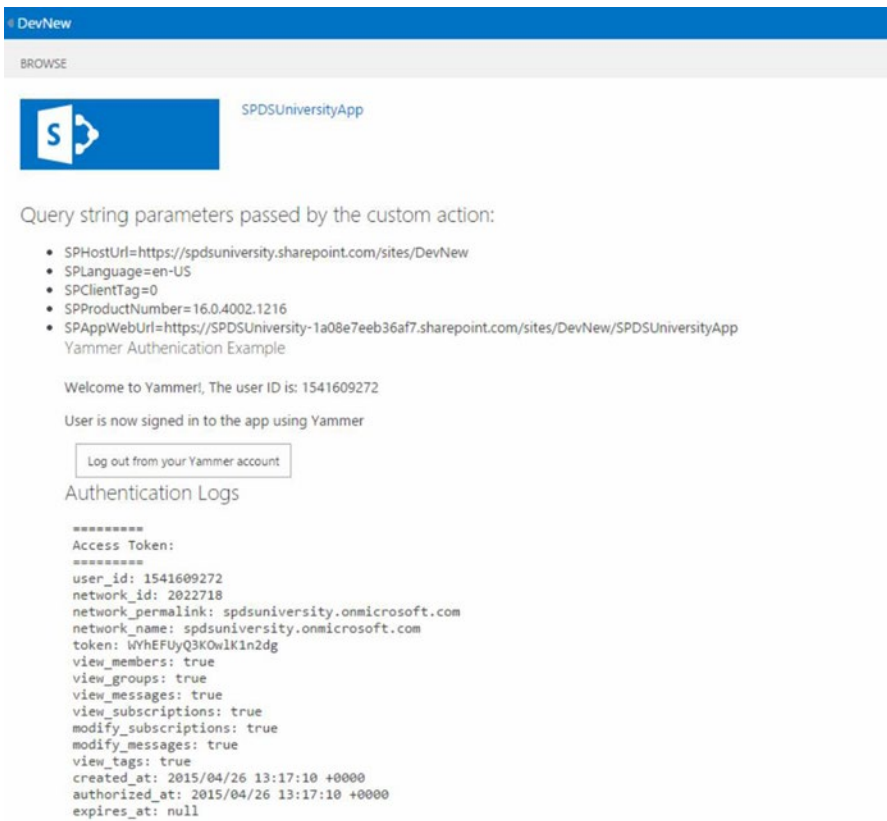 DevNew
BROWSE
S
SPDSUniversityApp
Query string parameters passed by the custom action:
• SPHostUrl=https://spdsuniversity.sharepoint.com/sites/DevNew
• SPLanguage=en-US
• SPClientTag=0
• SPProductNumber=16.0.4002.1216
• SPAppWebUrl=https://SPDSUniversity-1a08e7eeb36af7.sharepoint.com/sites/DevNew/SPDSUniversityApp
Yammer Authenication Example
Welcome to Yammer!, The user ID is: 1541609272
User is now signed in to the app using Yammer
Log out from your Yammer account
Authentication Logs
=========
Access Token:
=========
user_id: 1541609272
network_id: 2022718
network_permalink: spdsuniversity.onmicrosoft.com
network_name: spdsuniversity.onmicrosoft.com
token: WYhEFUyQ3KOwlK1n2dg
view_members: true
view_groups: true
view_messages: true
view_subscriptions: true
modify_subscriptions: true
modify_messages: true
view_tags: true
created_at: 2015/04/26 13:17:10 +0000
authorized_at: 2015/04/26 13:17:10 +0000
expires_at: null